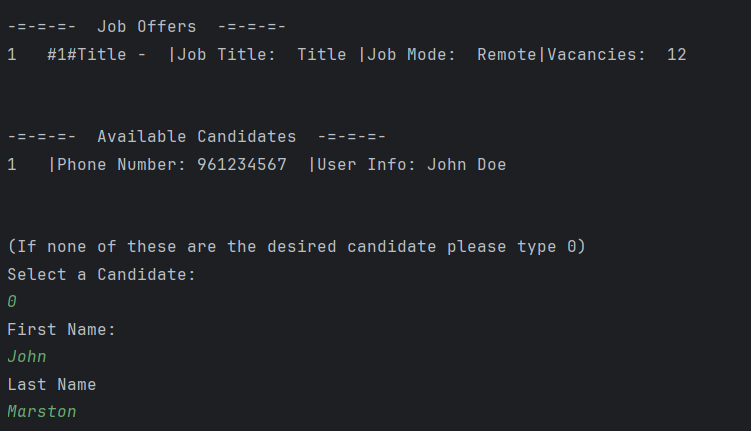 -=-=-=-  Job Offers  -=-=-=-
1   #1#Title -  |Job Title:  Title |Job Mode:  Remote|Vacancies:  12
-=-=-=-  Available Candidates  -=-=-=-
1   |Phone Number: 961234567  |User Info: John Doe
(If none of these are the desired candidate please type 0)
Select a Candidate:
0
First Name:
John
Last Name
Marston